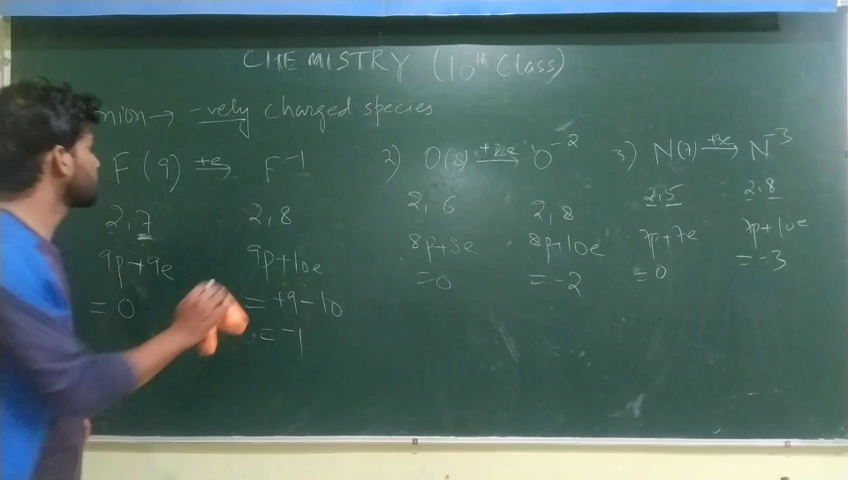 CHEMISTRY (10th Class)
nion → -vely charged species
F (9) +e→ F-1 2) O(8) +2e→ O-2 3) N(7) +3e→ N-3
2,7 2,8 2,6 2,8 2,5 2,8
9p+9e 9p+10e 8p+8e 8p+10e 7p+7e 7p+10e
= 0 = +9-10 =0 =-2 =0 =-3
=-1